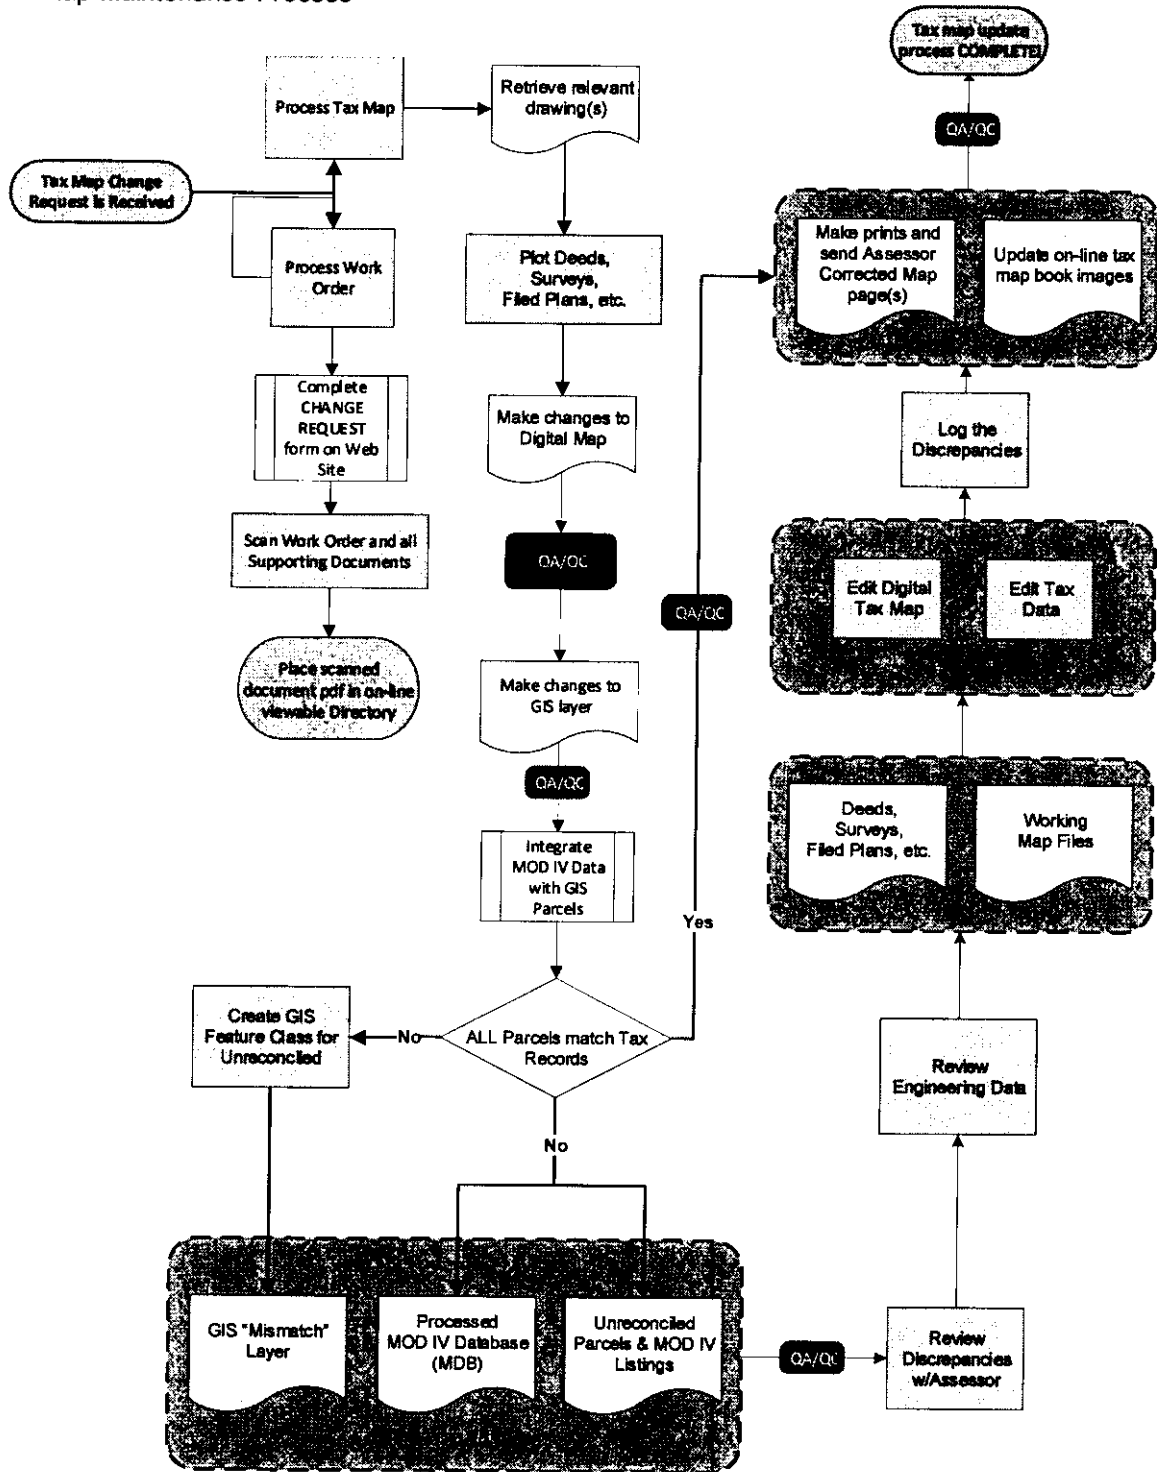 Map Maintenance Process
Tax map update
process COMPLETE!
QA/QC
Process Tax Map
Retrieve relevant
drawing(s)
Tax Map Change
Request is Received
Process Work
Order
Plot Deeds,
Surveys,
Filed Plans, etc.
Make prints and
send Assessor
Corrected Map
page(s)
Update on-line tax
map book images
Complete
CHANGE
REQUEST
form on Web
Site
Make changes to
Digital Map
Log the
Discrepancies
Scan Work Order and all
Supporting Documents
QA/QC
QA/QC
Edit Digital
Tax Map
Edit Tax
Data
Place scanned
document pdf in on-line
viewable Directory
Make changes to
GIS layer
QA/QC
Deeds,
Surveys,
Filed Plans, etc.
Working
Map Files
Integrate
MOD IV Data
with GIS
Parcels
Yes
Create GIS
Feature Class for
Unreconciled
No
ALL Parcels match Tax
Records
Review
Engineering Data
No
GIS "Mismatch"
Layer
Processed
MOD IV Database
(MDB)
Unreconciled
Parcels & MOD IV
Listings
QA/QC
Review
Discrepancies
w/Assessor